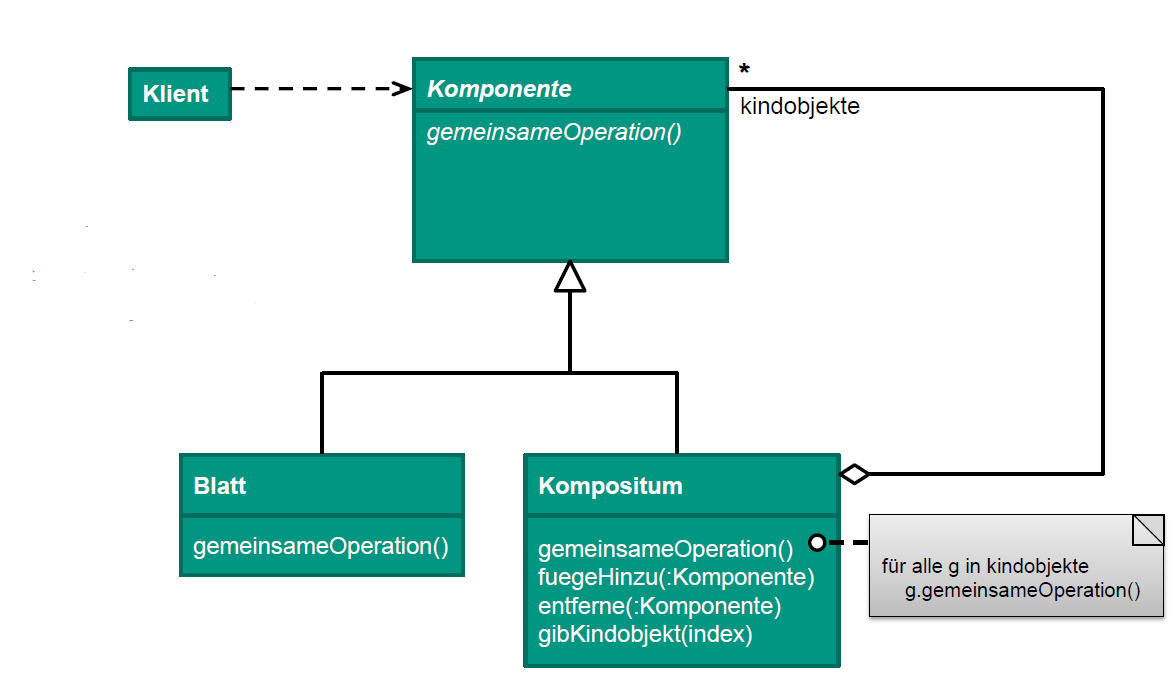 Klient
Komponente
gemeinsameOperation()
*
kindobjekte
Blatt
gemeinsameOperation()
Kompositum
gemeinsameOperation()
fuegeHinzu(:Komponente)
entferne(:Komponente)
gibKindobjekt(index)
für alle g in kindobjekte
g.gemeinsameOperation()